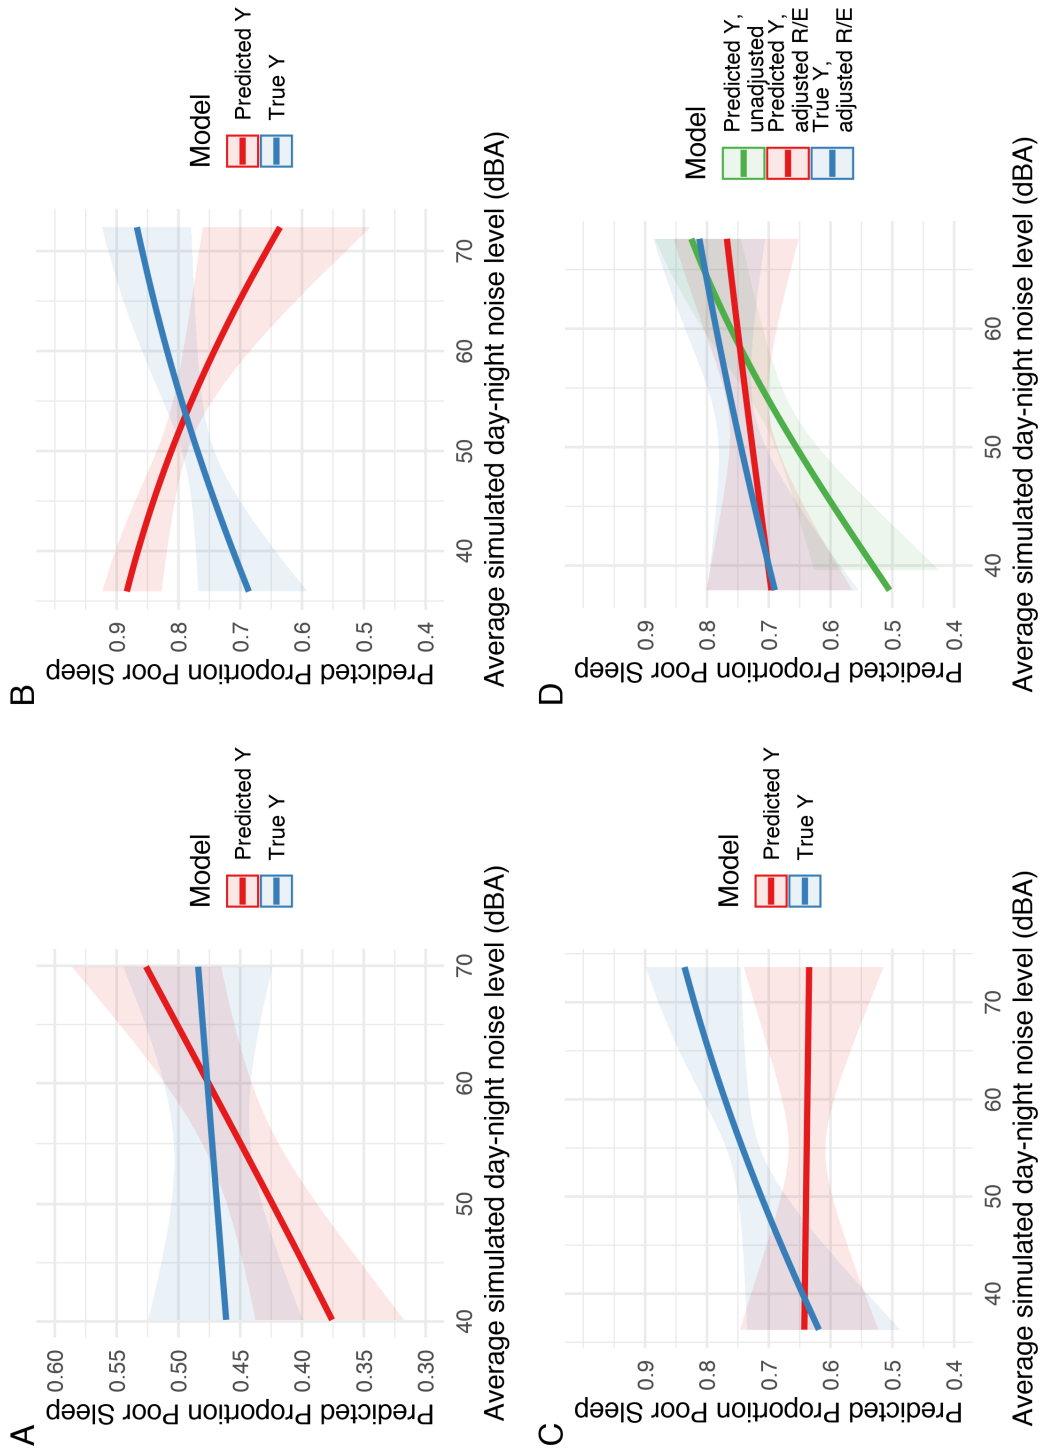 A
Predicted Proportion Poor Sleep
0.60
0.55
0.50
0.45
0.40
0.35
0.30
40
50
60
70
Average simulated day-night noise level (dBA)
Model
Predicted Y
True Y
B
Predicted Proportion Poor Sleep
0.9
0.8
0.7
0.6
0.5
0.4
40
50
60
70
Average simulated day-night noise level (dBA)
Model
Predicted Y
True Y
C
Predicted Proportion Poor Sleep
0.9
0.8
0.7
0.6
0.5
0.4
40
50
60
70
Average simulated day-night noise level (dBA)
Model
Predicted Y
True Y
D
Predicted Proportion Poor Sleep
0.9
0.8
0.7
0.6
0.5
0.4
40
50
60
Average simulated day-night noise level (dBA)
Model
Predicted Y,
unadjusted
Predicted Y,
adjusted R/E
True Y,
adjusted R/E